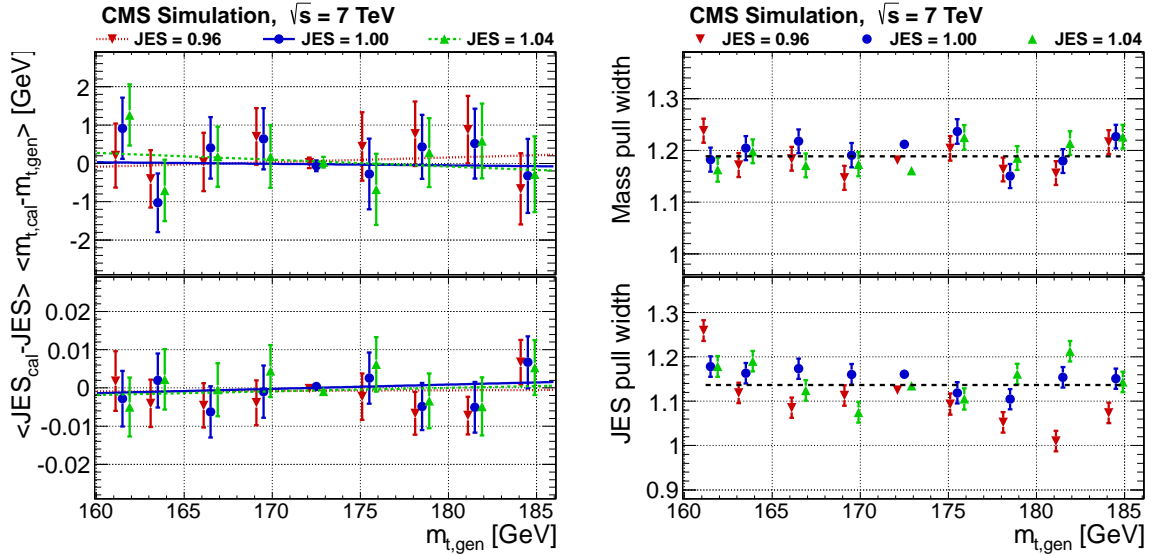 CMS Simulation, √s = 7 TeV
JES = 0.96 JES = 1.00 JES = 1.04
<m_t,cal-m_t,gen> [GeV]
2
1
0
-1
-2
<JES_cal-JES>
0.02
0.01
0
-0.01
-0.02
160 165 170 175 180 185
m_t,gen [GeV]
CMS Simulation, √s = 7 TeV
JES = 0.96 JES = 1.00 JES = 1.04
Mass pull width
1.3
1.2
1.1
1
JES pull width
1.3
1.2
1.1
1
0.9
160 165 170 175 180 185
m_t,gen [GeV]